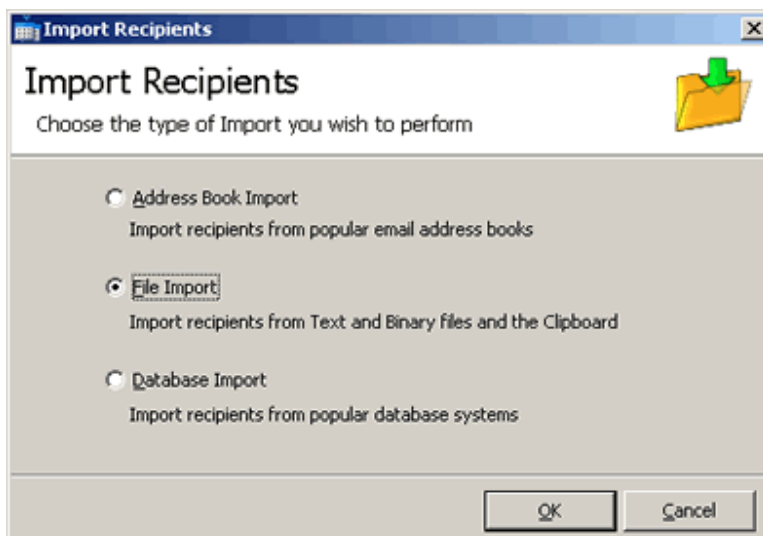 Import Recipients
Import Recipients
Choose the type of Import you wish to perform
Address Book Import
Import recipients from popular email address books
File Import
Import recipients from Text and Binary files and the Clipboard
Database Import
Import recipients from popular database systems
OK
Cancel